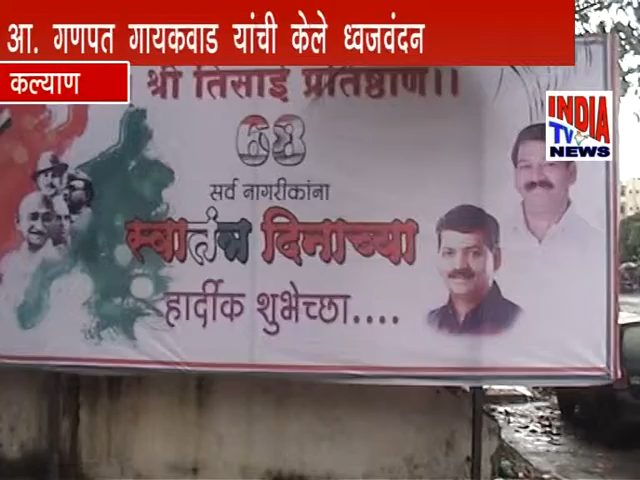 आ. गणपत गायकवाड यांची केले ध्वजवंदन
कल्याण
श्री तिसाई प्रतिष्ठाण।।
INDIA
TV
NEWS
68
सर्व नागरीकांना
स्वातंत्र दिनाच्या
हार्दीक शुभेच्छा....